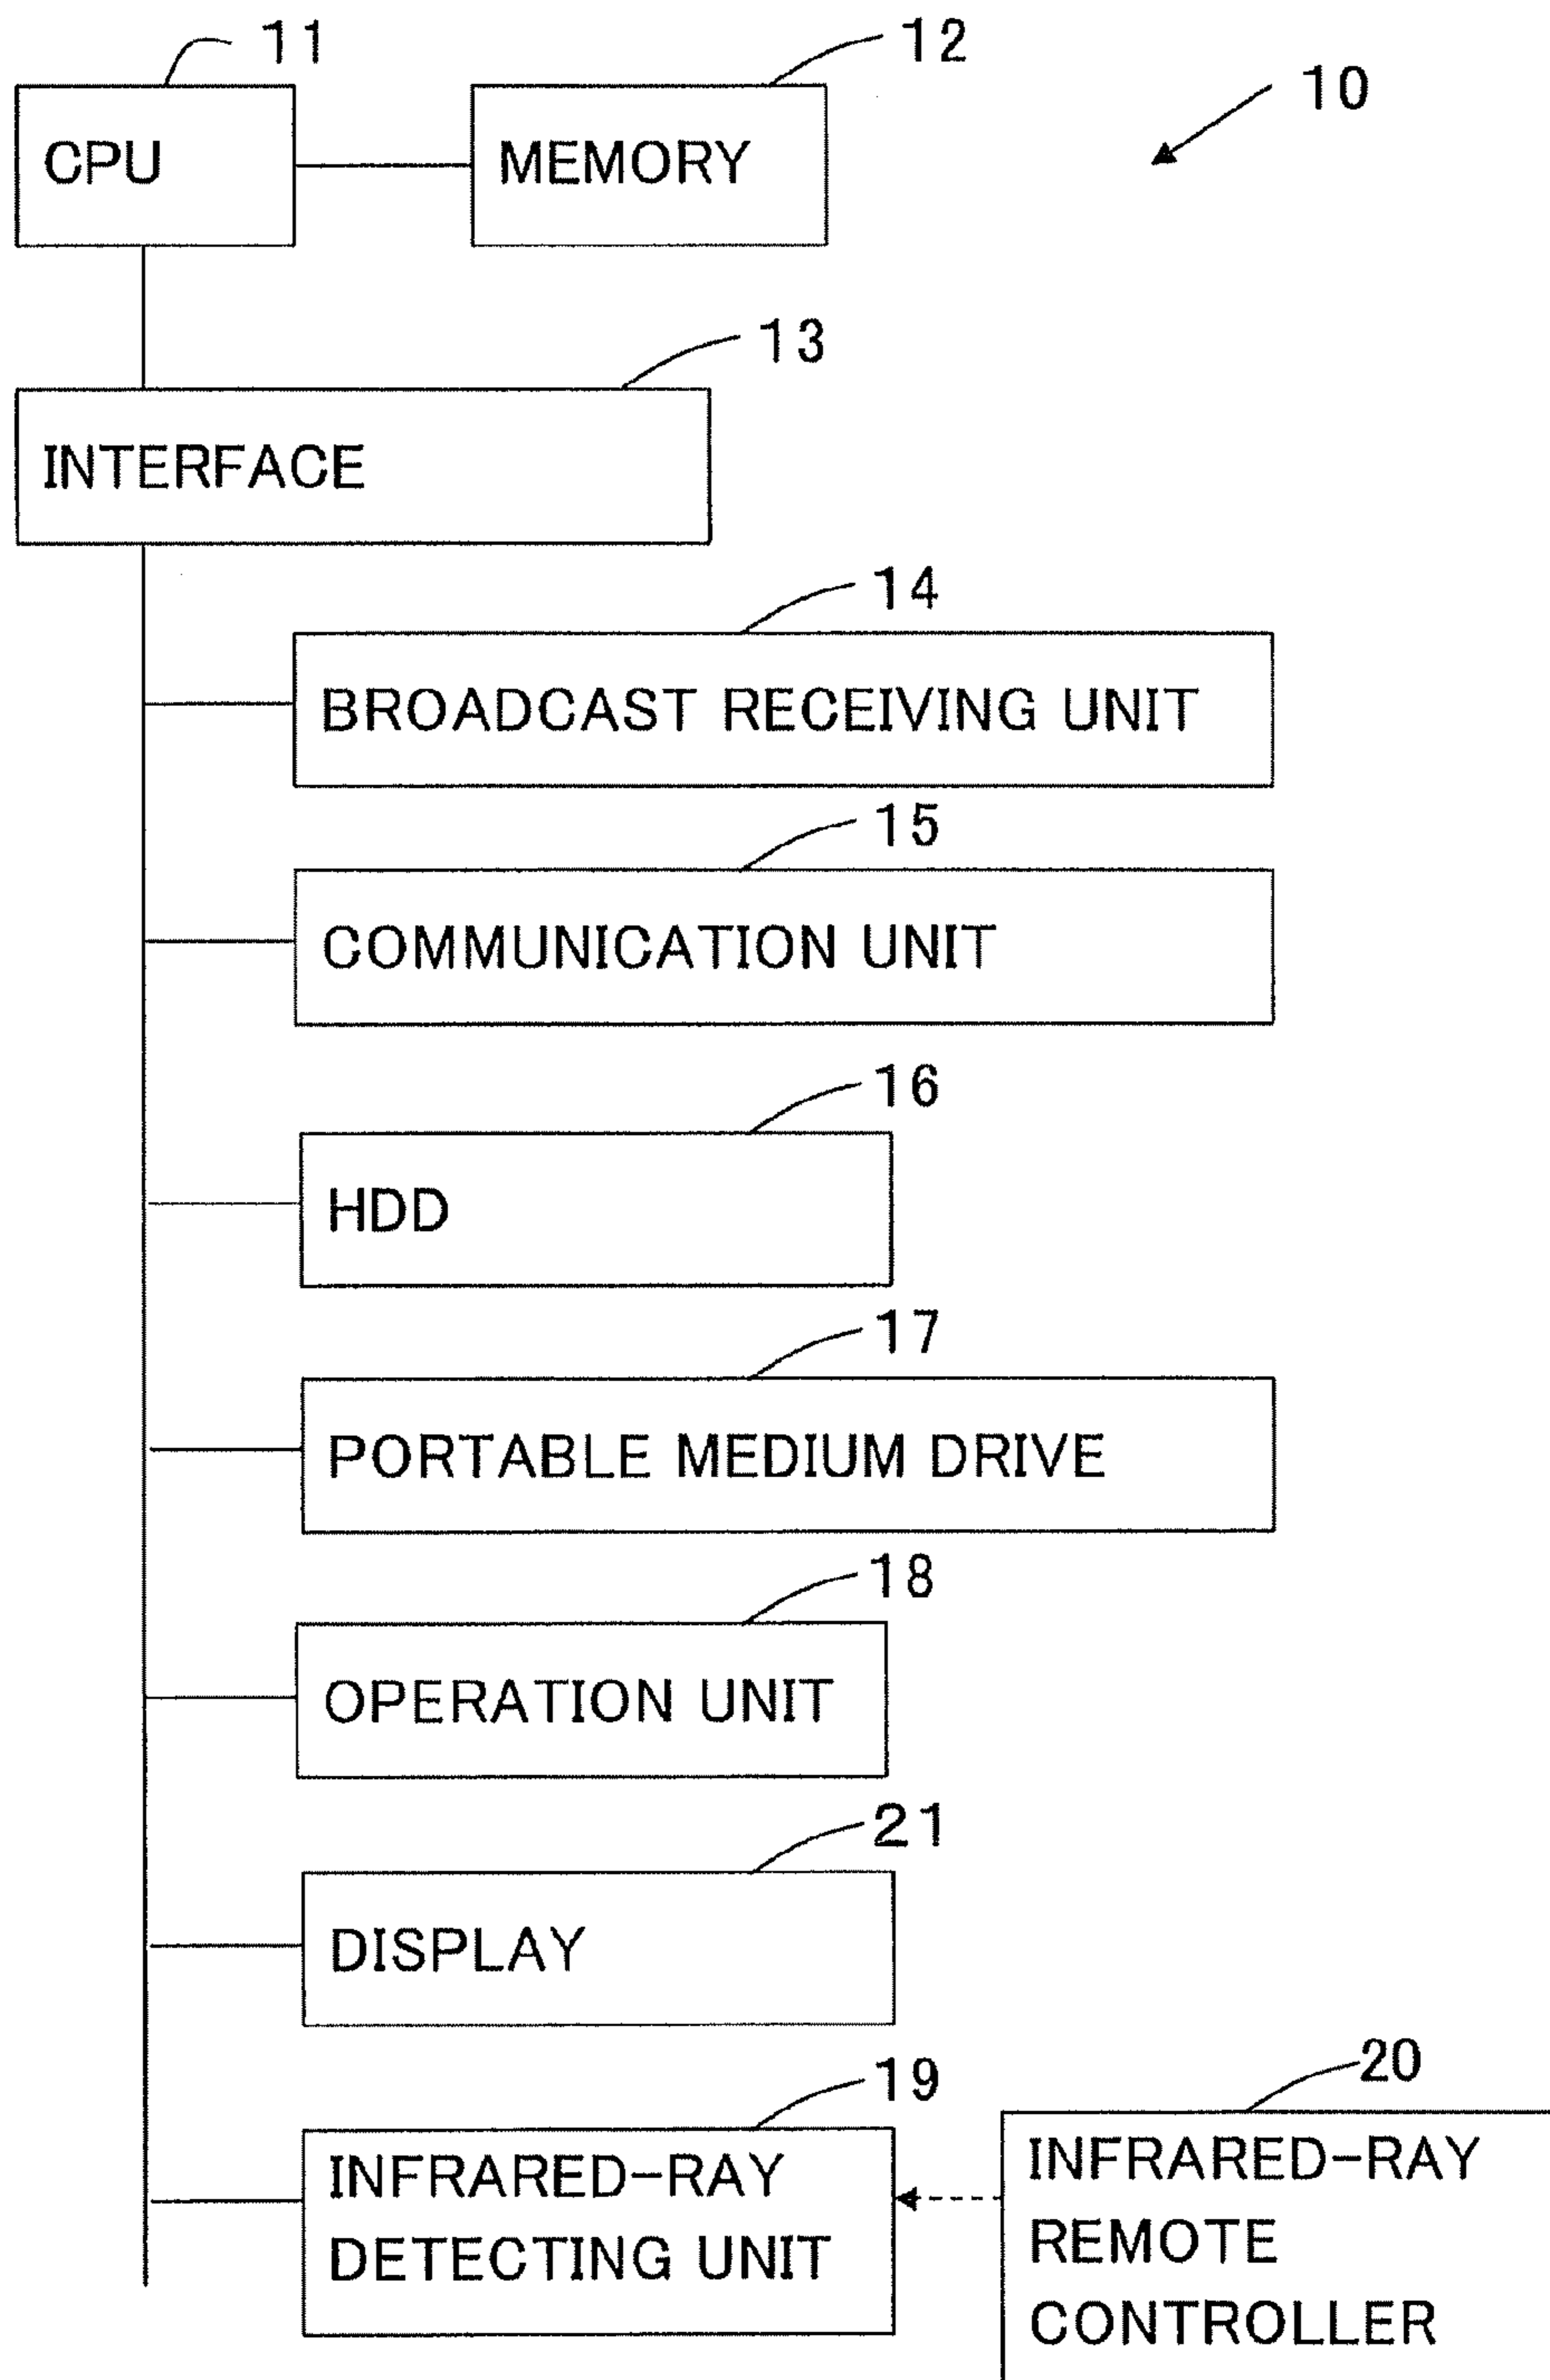 11
12
10
CPU
MEMORY
13
INTERFACE
14
BROADCAST RECEIVING UNIT
15
COMMUNICATION UNIT
16
HDD
17
PORTABLE MEDIUM DRIVE
18
OPERATION UNIT
21
DISPLAY
19
INFRARED-RAY
DETECTING UNIT
20
INFRARED-RAY
REMOTE
CONTROLLER